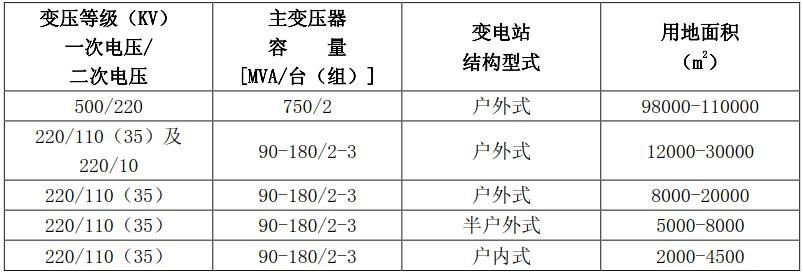 变压等级（KV） 主变压器 变电站 用地面积
一次电压/ 容　　量 结构型式 （m²）
二次电压 [MVA/台（组）]
500/220 750/2 户外式 98000-110000
220/110（35）及 90-180/2-3 户外式 12000-30000
220/10
220/110（35） 90-180/2-3 户外式 8000-20000
220/110（35） 90-180/2-3 半户外式 5000-8000
220/110（35） 90-180/2-3 户内式 2000-4500